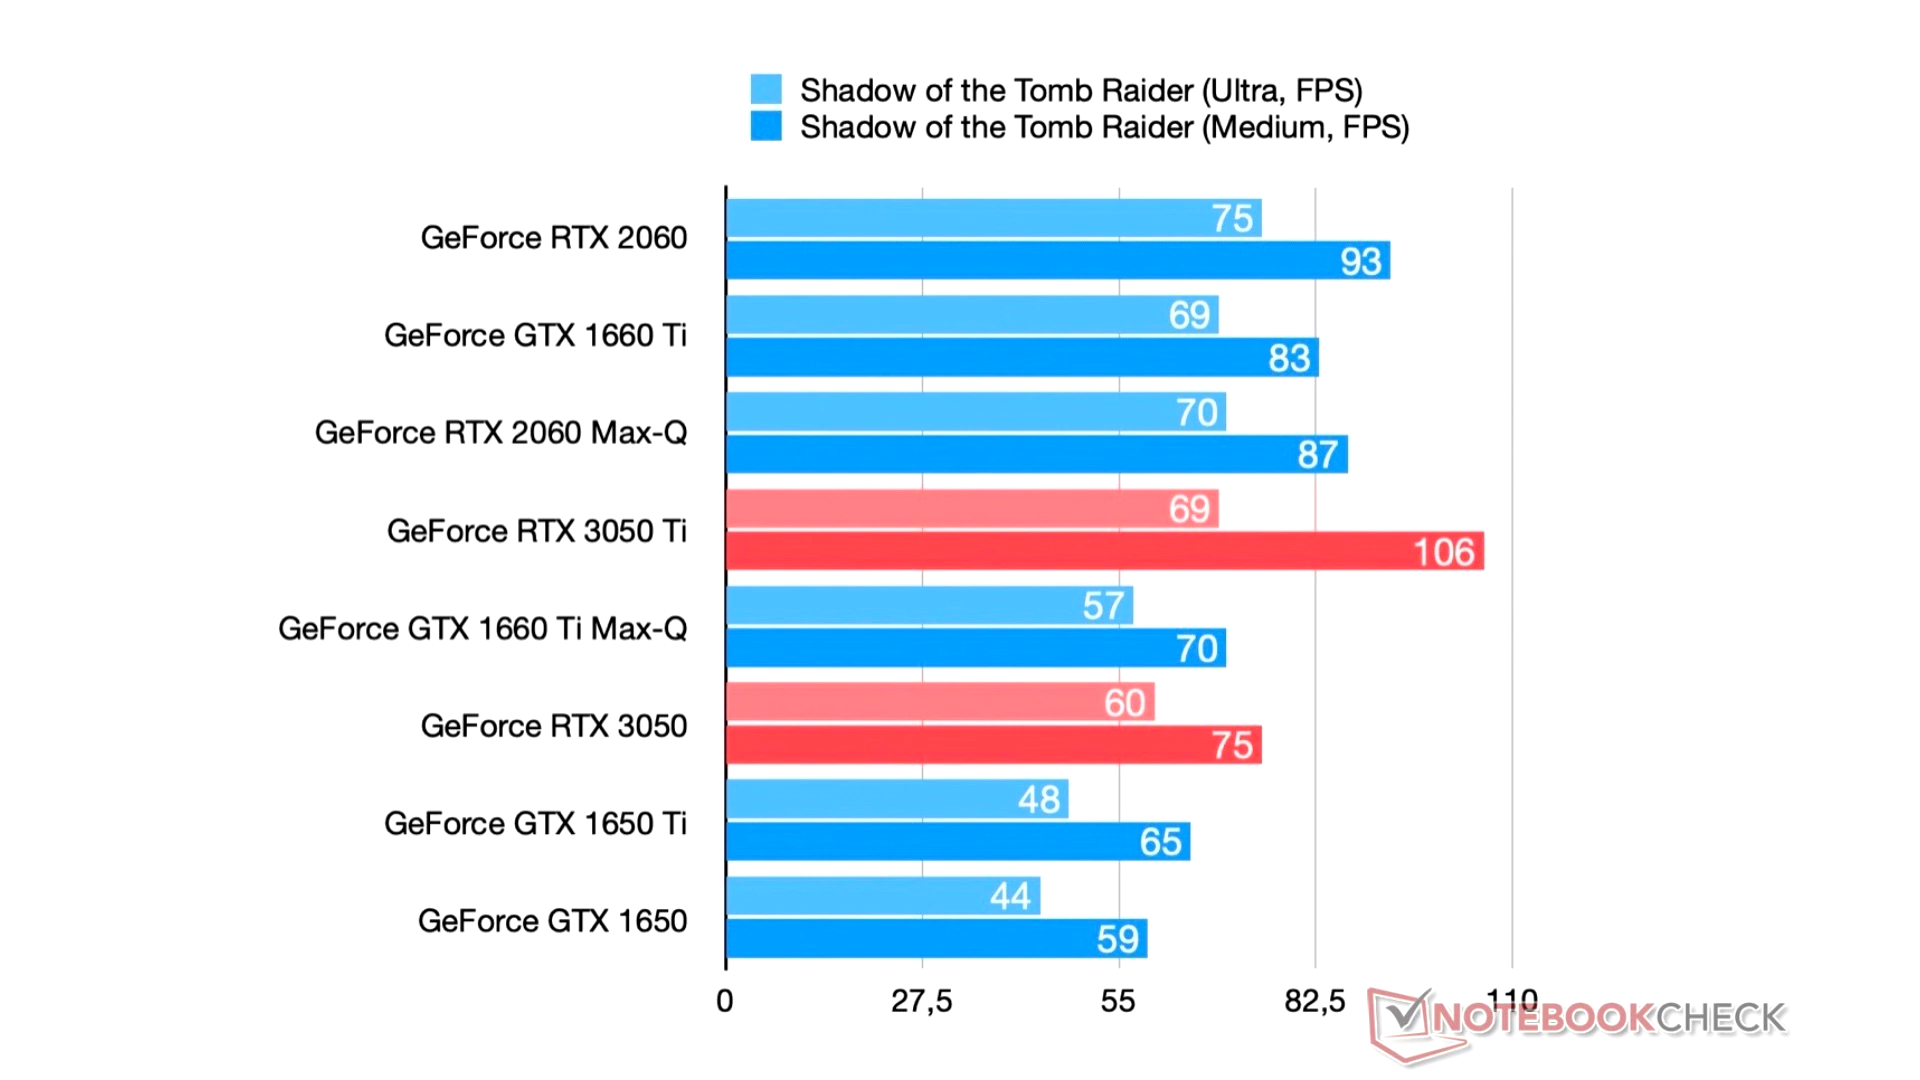 Shadow of the Tomb Raider (Ultra, FPS)
Shadow of the Tomb Raider (Medium, FPS)
GeForce RTX 2060
75
93
GeForce GTX 1660 Ti
69
83
GeForce RTX 2060 Max-Q
70
87
GeForce RTX 3050 Ti
69
106
GeForce GTX 1660 Ti Max-Q
57
70
GeForce RTX 3050
60
75
GeForce GTX 1650 Ti
48
65
GeForce GTX 1650
44
59
0 27,5 55 82,5 110
NOTEBOOKCHECK